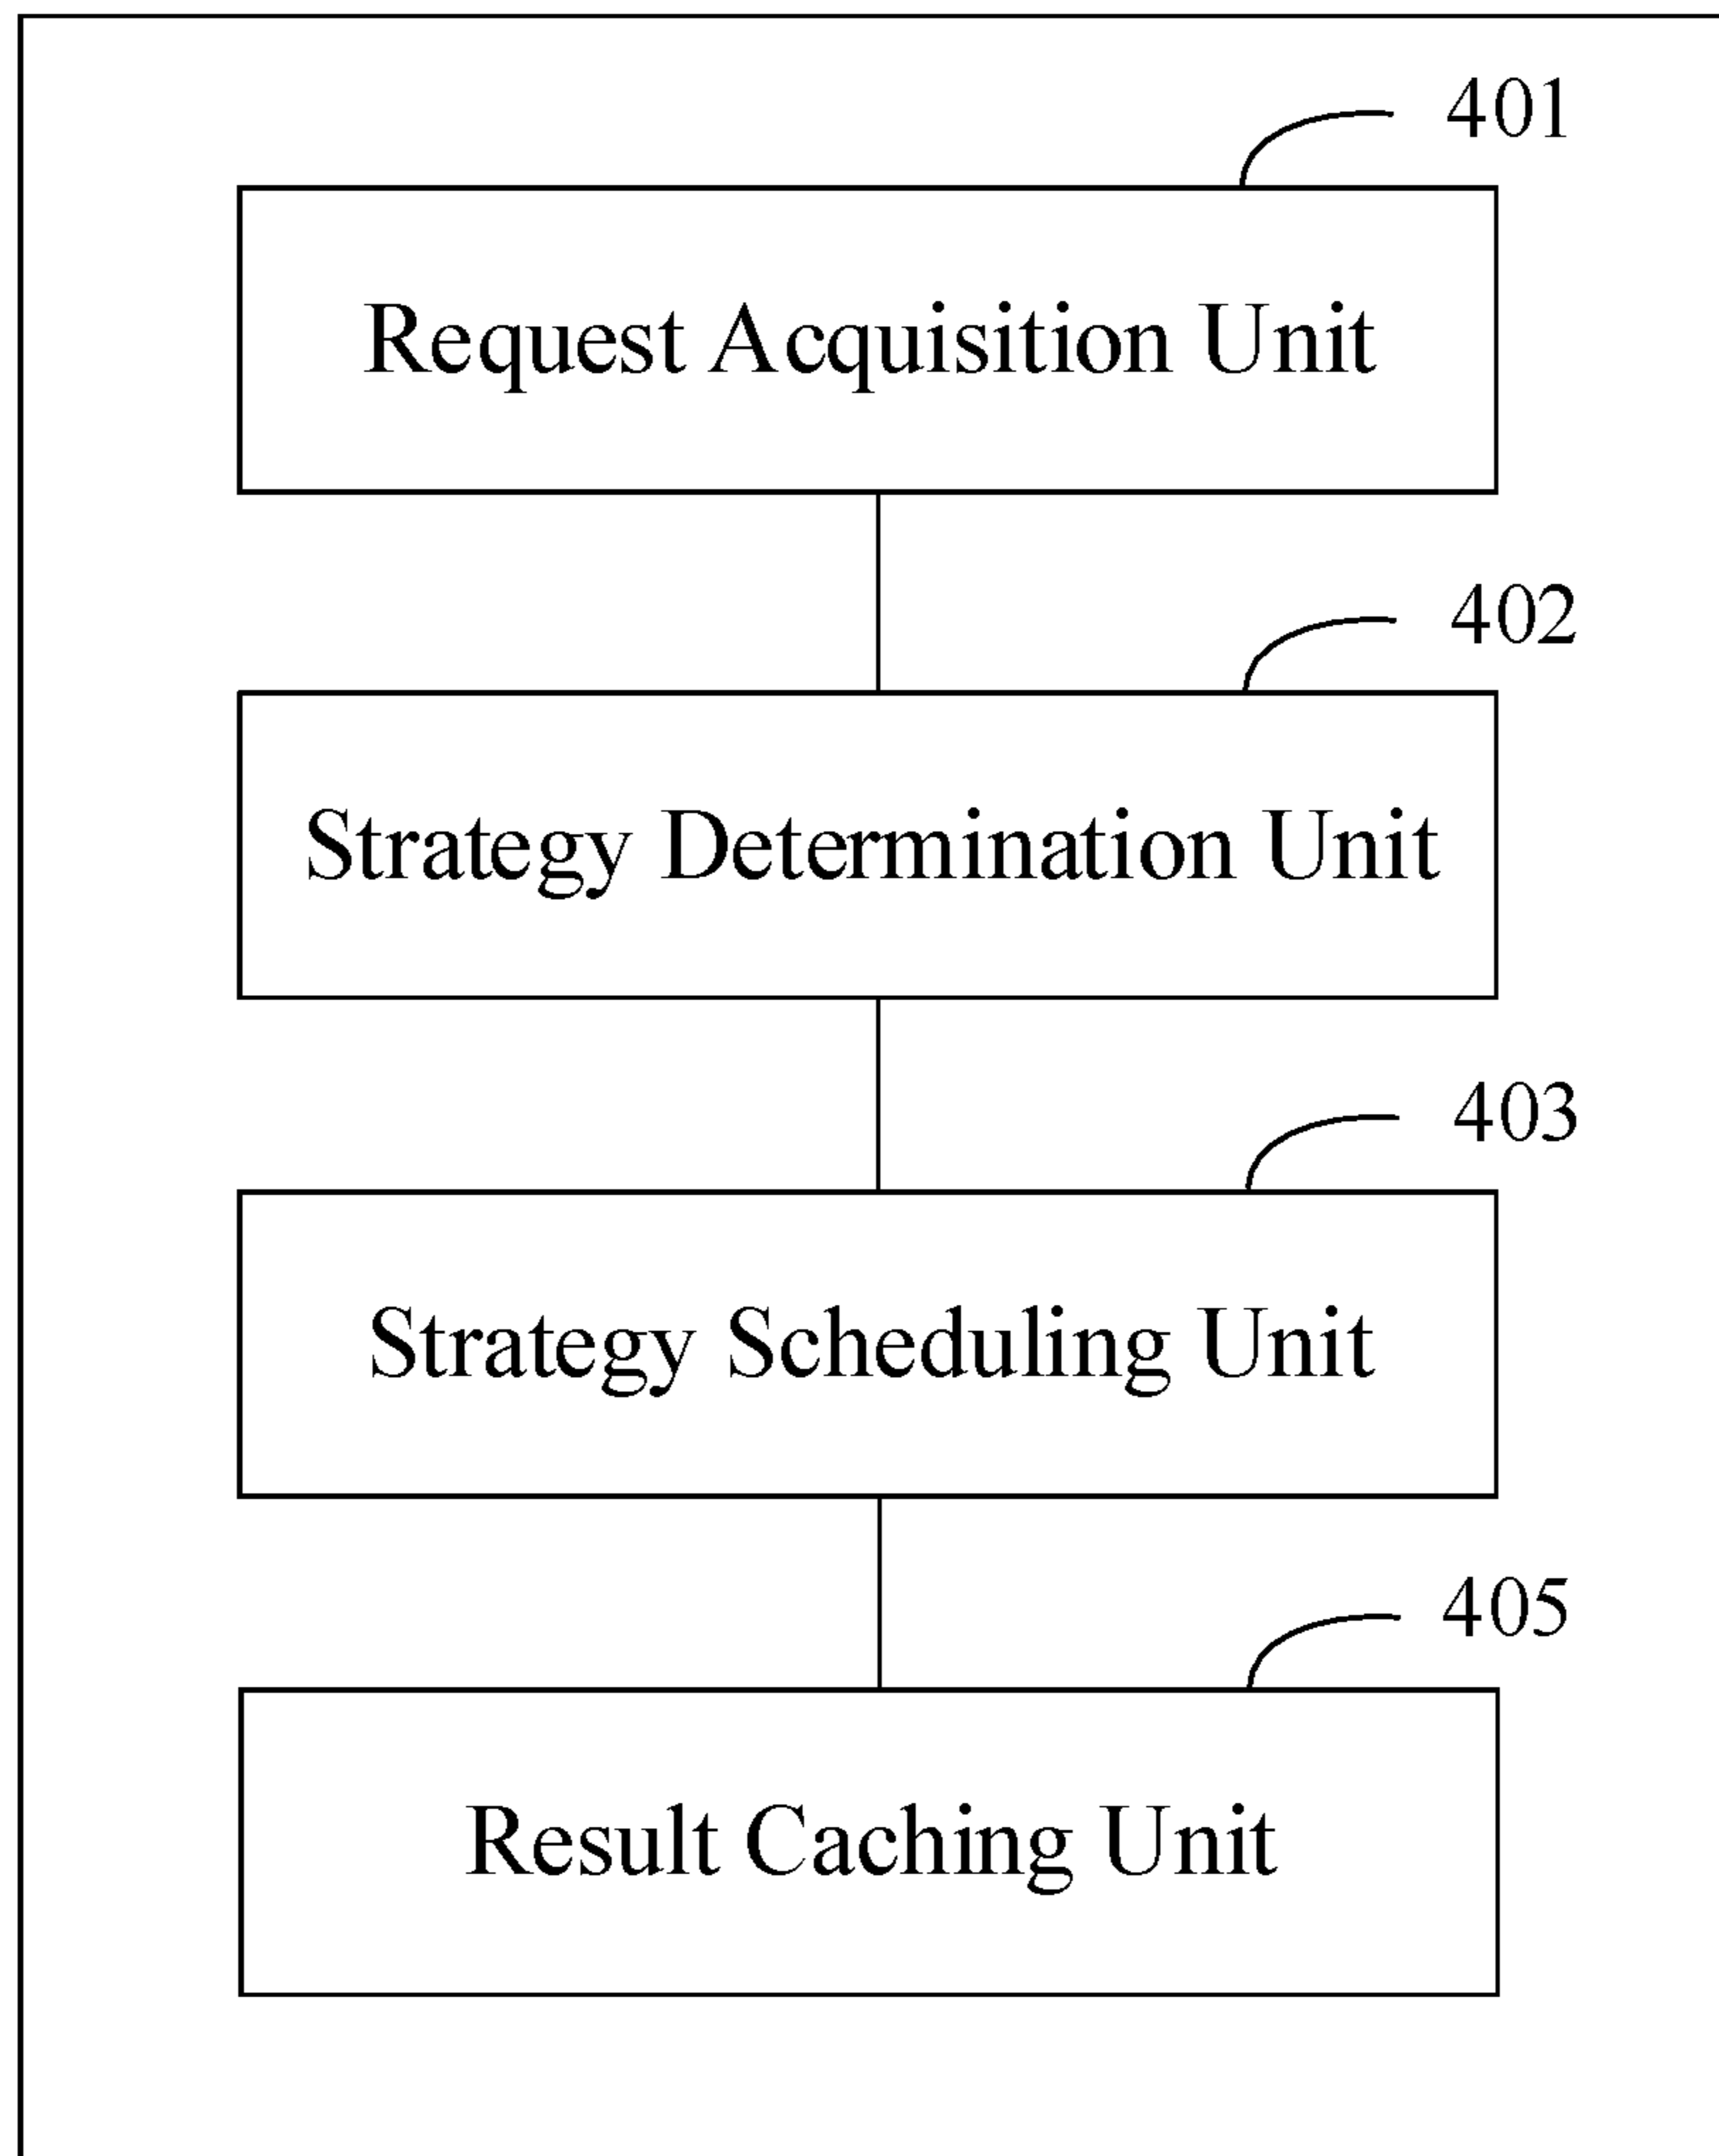 401
Request Acquisition Unit
402
Strategy Determination Unit
403
Strategy Scheduling Unit
405
Result Caching Unit